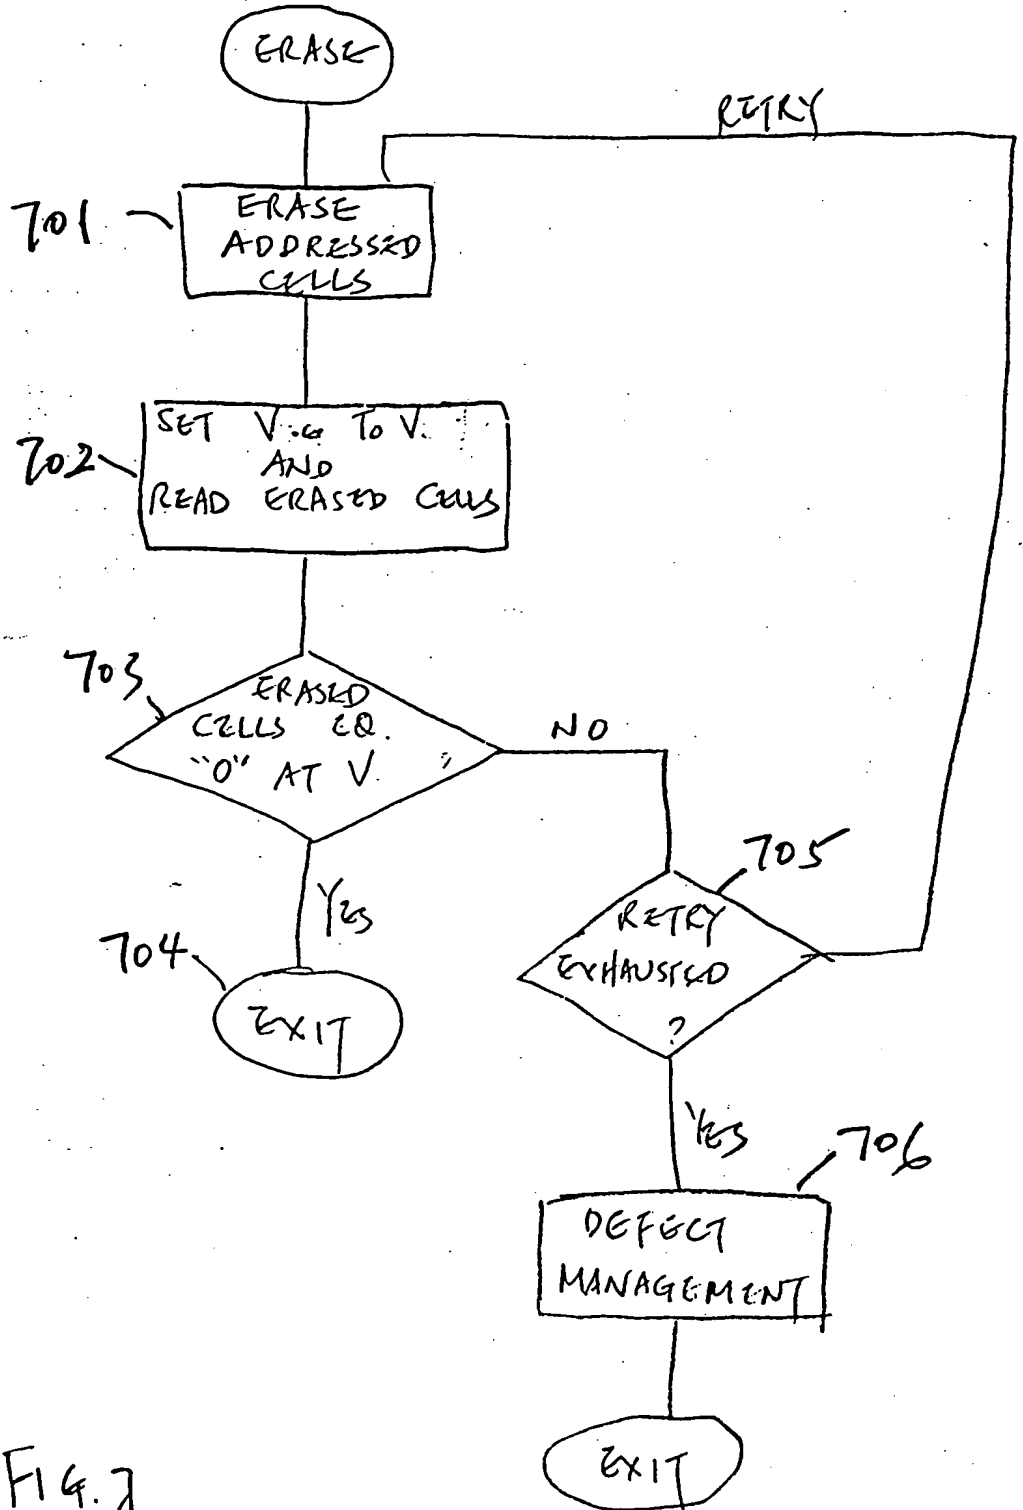 ERASE
RETRY
701
ERASE
ADDRESSED
CELLS
702
SET V.G TO V.
AND
READ ERASED CELLS
703
ERASED
CELLS EQ.
"0" AT V.
NO
YES
704
EXIT
705
RETRY
EXHAUSTED
?
YES
706
DEFECT
MANAGEMENT
EXIT
FIG. 7